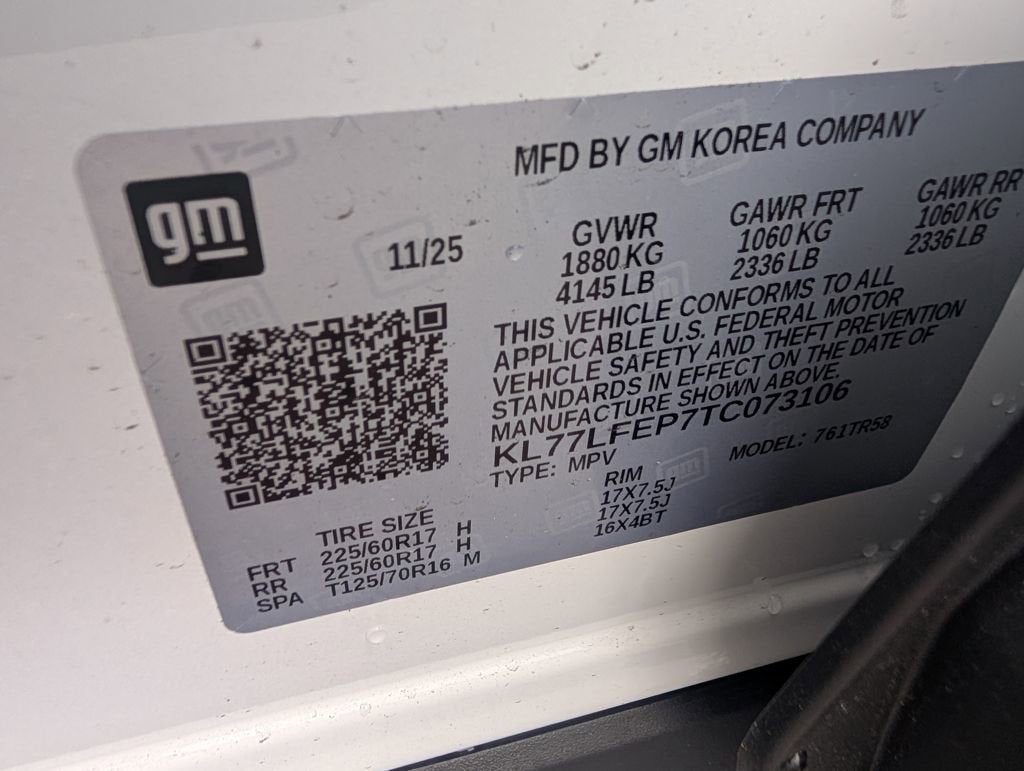 gm
MFD BY GM KOREA COMPANY
11/25
GVWR GAWR FRT GAWR RR
1880 KG 1060 KG 1060 KG
4145 LB 2336 LB 2336 LB
THIS VEHICLE CONFORMS TO ALL
APPLICABLE U.S. FEDERAL MOTOR
VEHICLE SAFETY AND THEFT PREVENTION
STANDARDS IN EFFECT ON THE DATE OF
MANUFACTURE SHOWN ABOVE.
KL77LFEP7TC073106
TYPE: MPV MODEL: 761TR58
TIRE SIZE RIM
FRT 225/60R17 H 17X7.5J
RR 225/60R17 H 17X7.5J
SPA T125/70R16 M 16X4BT